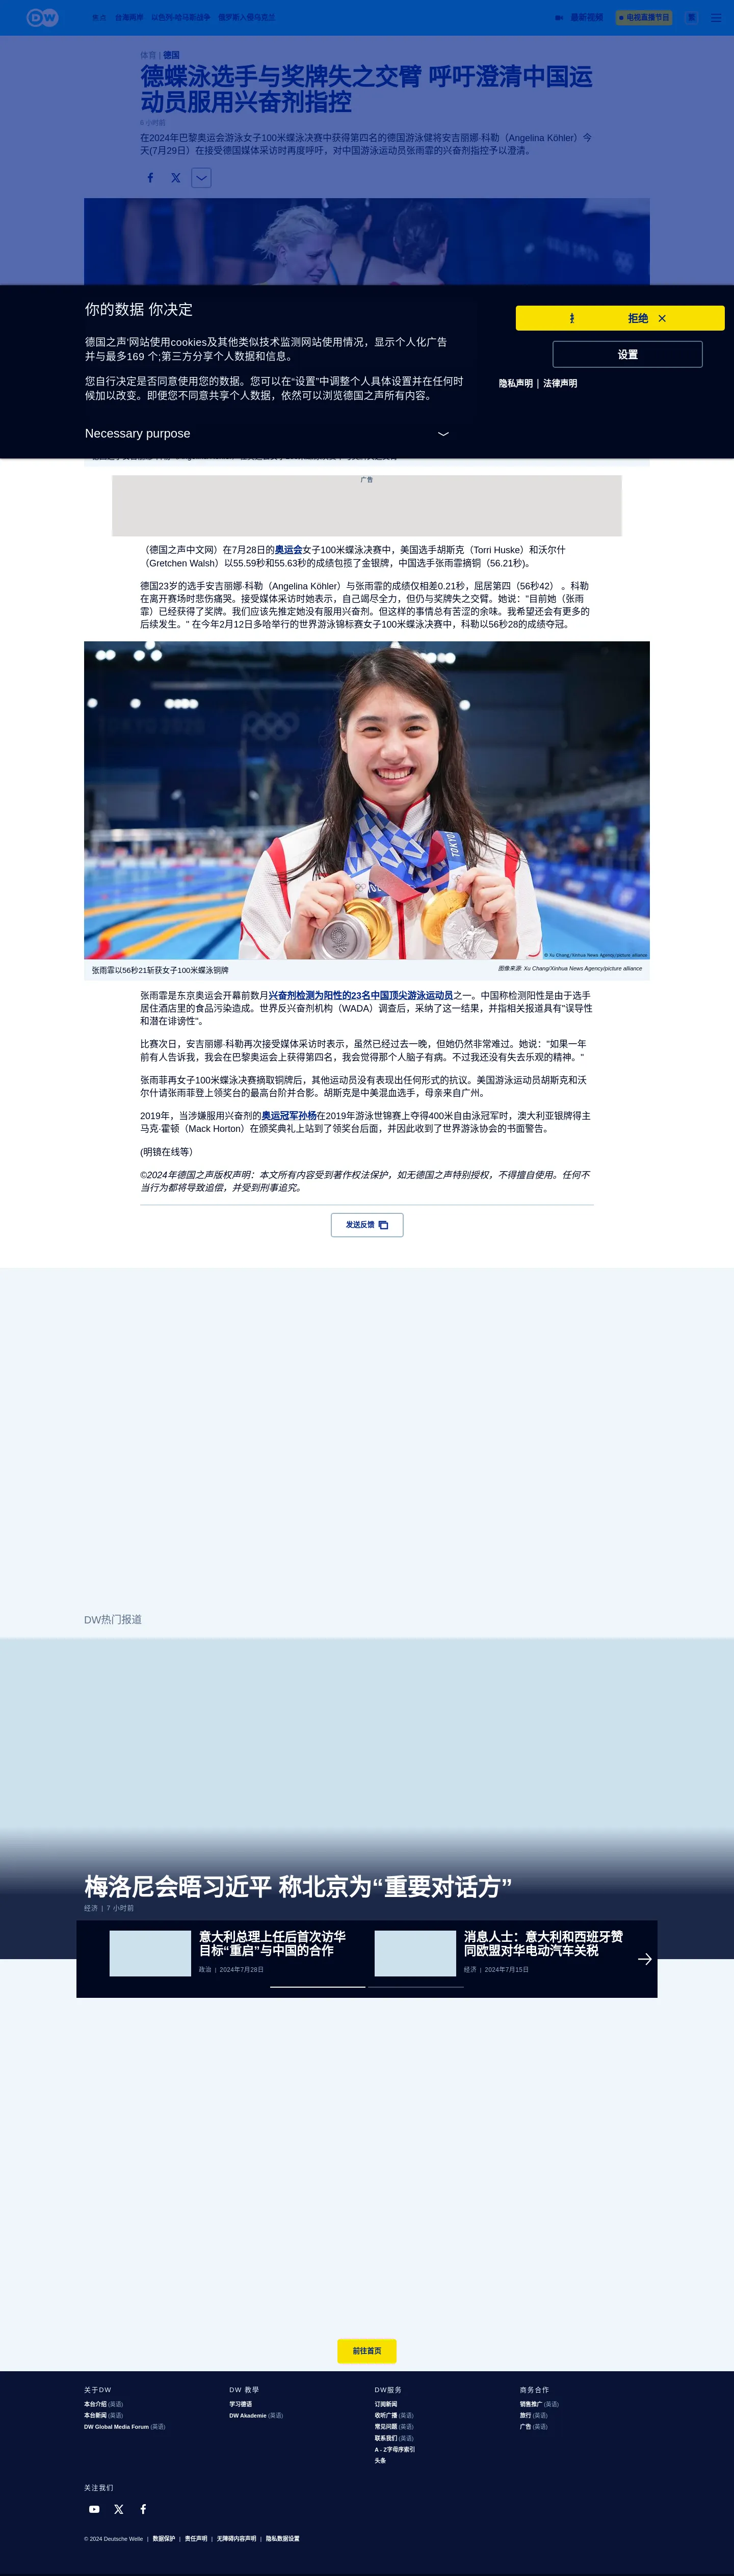 DW
台海两岸
以色列-哈马斯战争
俄罗斯入侵乌克兰
最新视频
电视直播节目
繁
体育 | 德国
德蝶泳选手与奖牌失之交臂 呼吁澄清中国运
动员服用兴奋剂指控
在2024年巴黎奥运会游泳女子100米蝶泳决赛中获得第四名的德国游泳健将安吉丽娜·科勒（Angelina Köhler）今
天(7月29日）在接受德国媒体采访时再度呼吁，对中国游泳运动员张雨霏的兴奋剂指控予以澄清。
你的数据 你决定
德国之声'网站使用cookies及其他类似技术监测网站使用情况，显示个人化广告
并与最多169 个;第三方分享个人数据和信息。
您自行决定是否同意使用您的数据。您可以在“设置”中调整个人具体设置并在任何时
候加以改变。即便您不同意共享个人数据，依然可以浏览德国之声所有内容。
Necessary purpose
拒绝
设置
隐私声明 | 法律声明
广告
（德国之声中文网）在7月28日的奥运会女子100米蝶泳决赛中，美国选手胡斯克（Torri Huske）和沃尔什
（Gretchen Walsh）以55.59秒和55.63秒的成绩包揽了金银牌，中国选手张雨霏摘铜（56.21秒)。
德国23岁的选手安吉丽娜·科勒（Angelina Köhler）与张雨霏的成绩仅相差0.21秒，屈居第四（56秒42） 。科勒
在离开赛场时悲伤痛哭。接受媒体采访时她表示，自己竭尽全力，但仍与奖牌失之交臂。她说："目前她（张雨
霏）已经获得了奖牌。我们应该先推定她没有服用兴奋剂。但这样的事情总有苦涩的余味。我希望还会有更多的
后续发生。" 在今年2月12日多哈举行的世界游泳锦标赛女子100米蝶泳决赛中，科勒以56秒28的成绩夺冠。
TOKYO
© Xu Chang/Xinhua News Agency/picture alliance
张雨霏以56秒21斩获女子100米蝶泳铜牌
图像来源: Xu Chang/Xinhua News Agency/picture alliance
张雨霏是东京奥运会开幕前数月兴奋剂检测为阳性的23名中国顶尖游泳运动员之一。中国称检测阳性是由于选手
居住酒店里的食品污染造成。世界反兴奋剂机构（WADA）调查后，采纳了这一结果，并指相关报道具有"误导性
和潜在诽谤性"。
比赛次日，安吉丽娜·科勒再次接受媒体采访时表示，虽然已经过去一晚，但她仍然非常难过。她说："如果一年
前有人告诉我，我会在巴黎奥运会上获得第四名，我会觉得那个人脑子有病。不过我还没有失去乐观的精神。"
张雨菲再女子100米蝶泳决赛摘取铜牌后，其他运动员没有表现出任何形式的抗议。美国游泳运动员胡斯克和沃
尔什请张雨菲登上领奖台的最高台阶并合影。胡斯克是中美混血选手，母亲来自广州。
2019年，当涉嫌服用兴奋剂的奥运冠军孙杨在2019年游泳世锦赛上夺得400米自由泳冠军时，澳大利亚银牌得主
马克·霍顿（Mack Horton）在颁奖典礼上站到了领奖台后面，并因此收到了世界游泳协会的书面警告。
(明镜在线等）
©2024年德国之声版权声明：本文所有内容受到著作权法保护，如无德国之声特别授权，不得擅自使用。任何不
当行为都将导致追偿，并受到刑事追究。
发送反馈
DW热门报道
梅洛尼会晤习近平 称北京为“重要对话方”
经济 | 7 小时前
意大利总理上任后首次访华
目标“重启”与中国的合作
政治 | 2024年7月28日
消息人士：意大利和西班牙赞
同欧盟对华电动汽车关税
经济 | 2024年7月15日
前往首页
关于DW
本台介绍 (英语)
本台新闻 (英语)
DW Global Media Forum (英语)
DW 教學
学习德语
DW Akademie (英语)
DW服务
订阅新闻
收听广播 (英语)
常见问题 (英语)
联系我们 (英语)
A - Z字母序索引
头条
商务合作
销售推广 (英语)
旅行 (英语)
广告 (英语)
关注我们
© 2024 Deutsche Welle | 数据保护 | 责任声明 | 无障碍内容声明 | 隐私数据设置